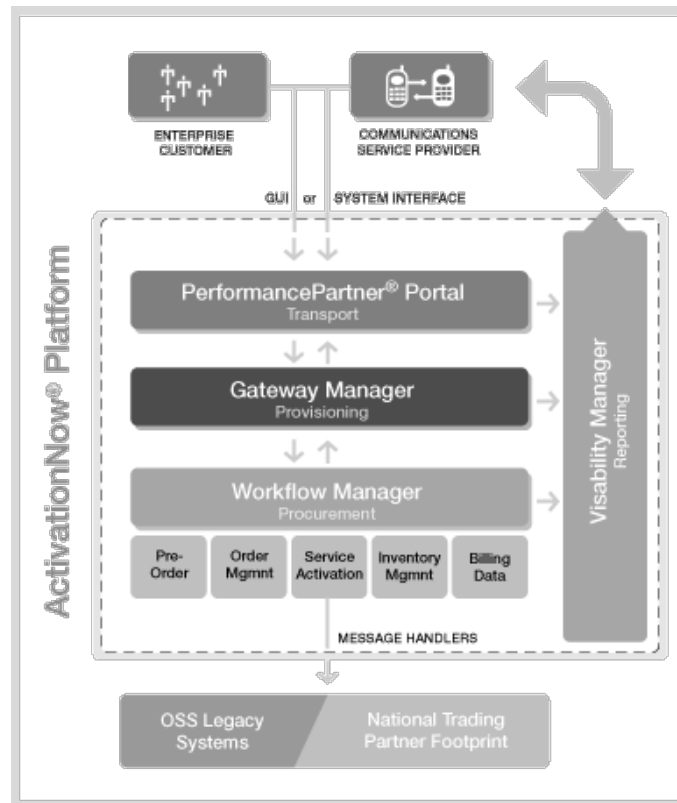 ENTERPRISE
CUSTOMER
COMMUNICATIONS
SERVICE PROVIDER
GUI or SYSTEM INTERFACE
ActivationNow® Platform
PerformancePartner® Portal
Transport
Gateway Manager
Provisioning
Workflow Manager
Procurement
Pre-
Order
Order
Mgmnt
Service
Activation
Inventory
Mgmnt
Billing
Data
Visability Manager
Reporting
MESSAGE HANDLERS
OSS Legacy
Systems
National Trading
Partner Footprint